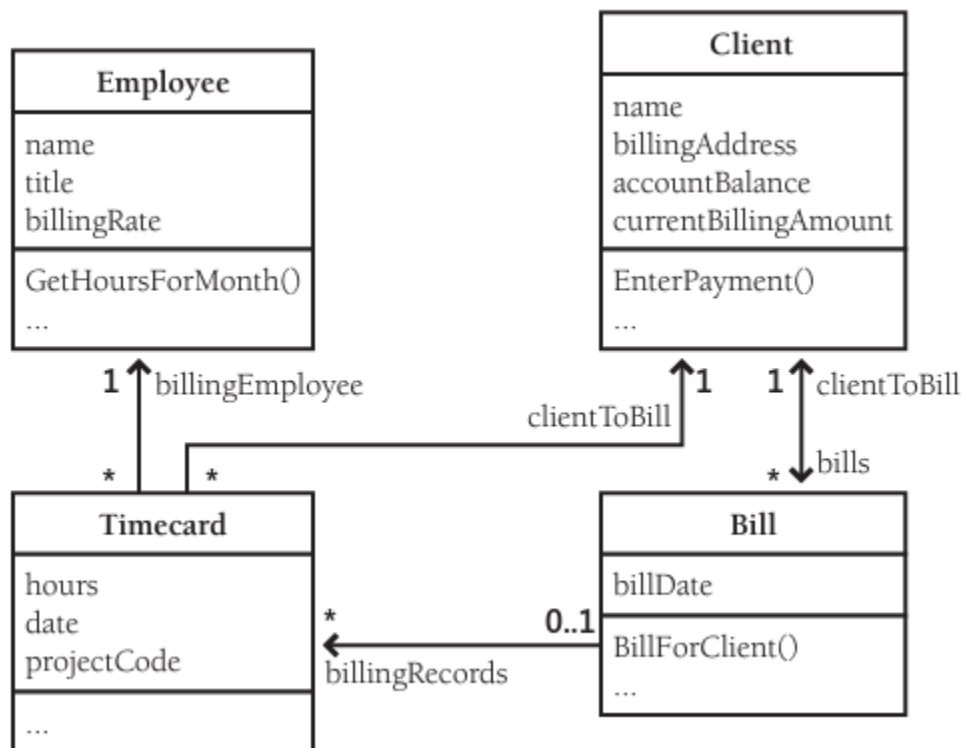 Employee
name
title
billingRate
GetHoursForMonth()
...
Client
name
billingAddress
accountBalance
currentBillingAmount
EnterPayment()
...
1
billingEmployee
*
clientToBill
1
*
1
clientToBill
*
bills
Timecard
hours
date
projectCode
...
*
billingRecords
0..1
Bill
billDate
BillForClient()
...